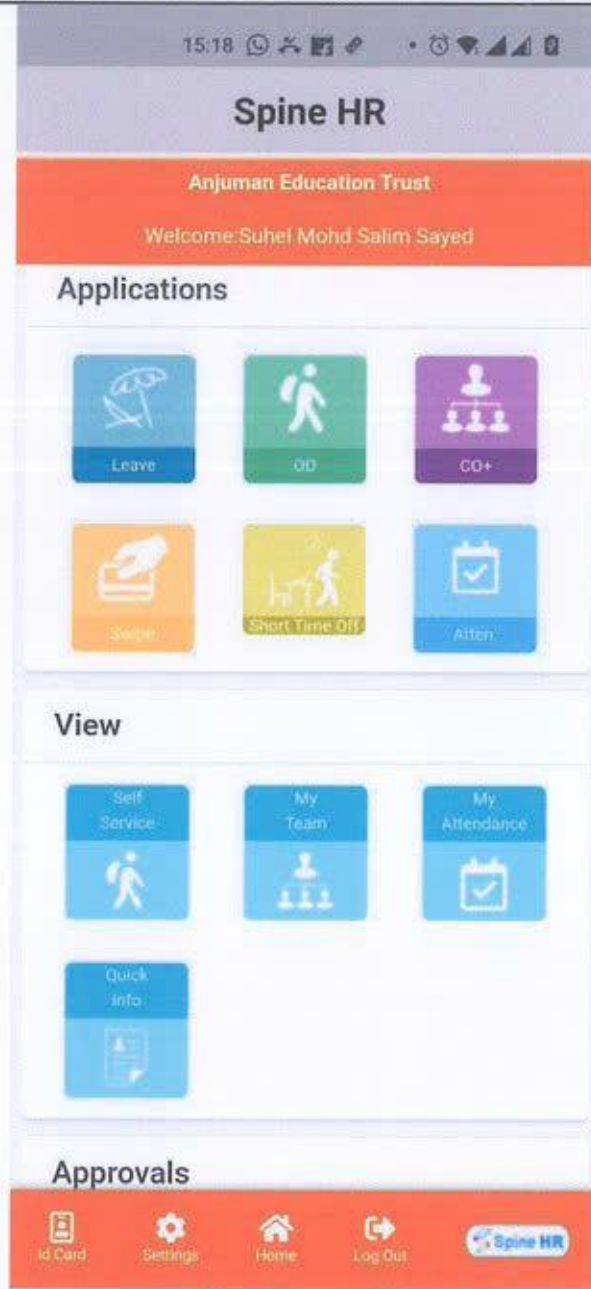 15:18
Spine HR
Anjuman Education Trust
Welcome:Suhel Mohd Salim Sayed
Applications
Leave
OD
CO+
Swipe
Short Time Off
Atten
View
Self
Service
My
Team
My
Attendance
Quick
Info
Approvals
Id Card
Settings
Home
Log Out
Spine HR